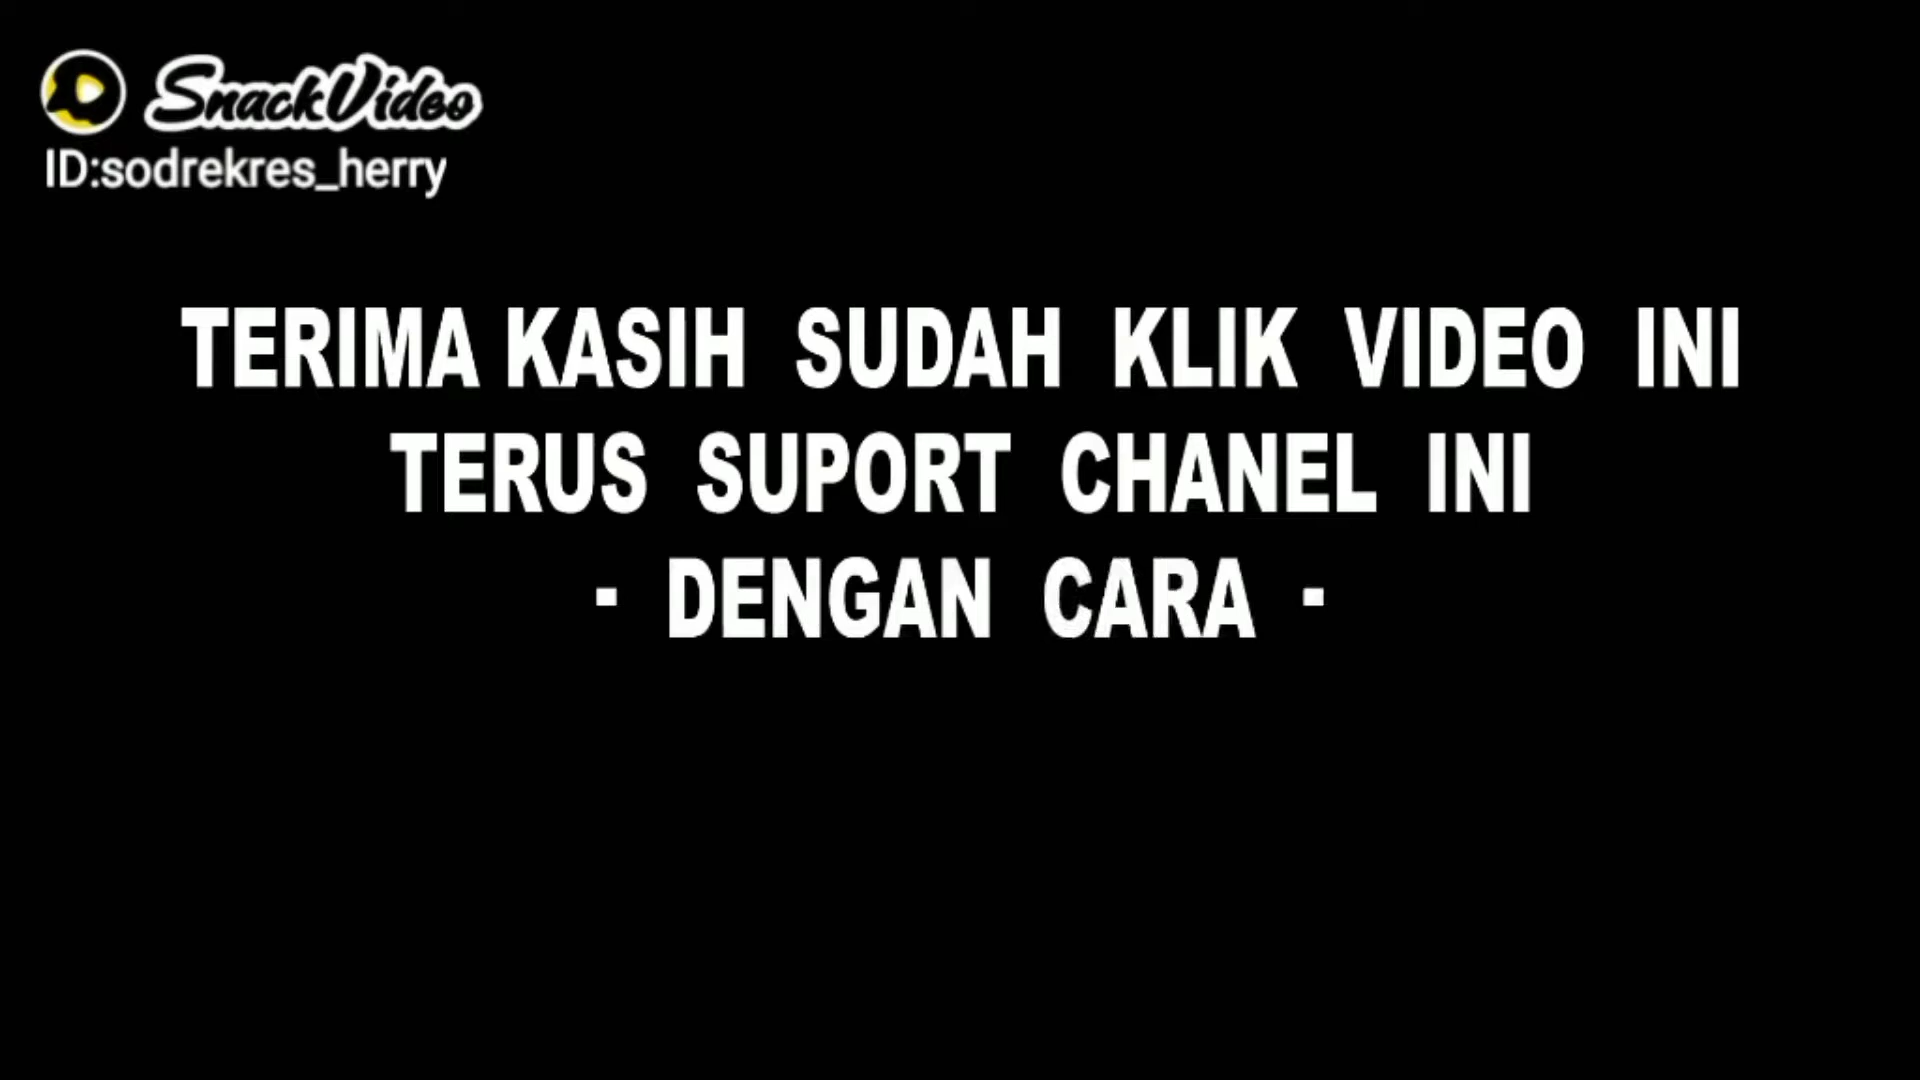 SnackVideo
ID:sodrekres_herry
TERIMA KASIH SUDAH KLIK VIDEO INI
TERUS SUPORT CHANEL INI
- DENGAN CARA -